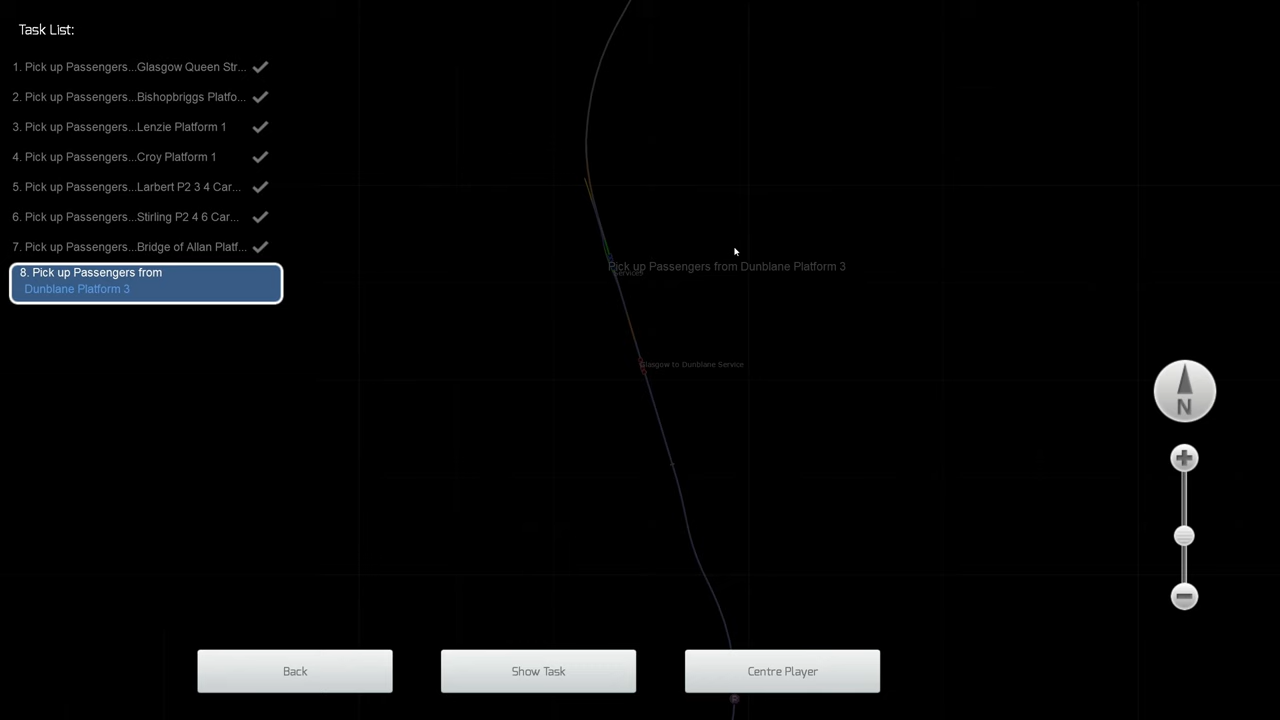 Task List:
1. Pick up Passengers...Glasgow Queen Str...
2. Pick up Passengers...Bishopbriggs Platfo...
3. Pick up Passengers...Lenzie Platform 1
4. Pick up Passengers...Croy Platform 1
5. Pick up Passengers...Larbert P2 3 4 Car...
6. Pick up Passengers...Stirling P2 4 6 Car...
7. Pick up Passengers...Bridge of Allan Platf...
8. Pick up Passengers from
Dunblane Platform 3
Pick up Passengers from Dunblane Platform 3
Services
Glasgow to Dunblane Service
N
Back
Show Task
Centre Player